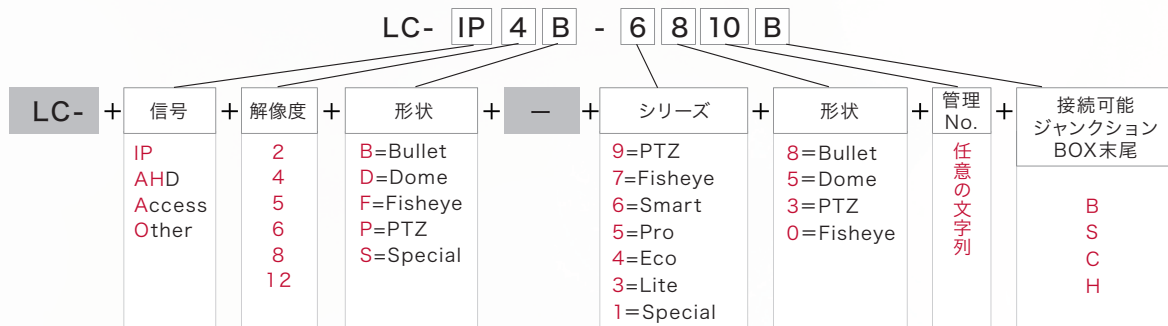 LC- IP 4 B - 6 8 10 B
LC- + 信号 + 解像度 + 形状 + － + シリーズ + 形状 + 管理No. + 接続可能ジャンクションBOX末尾
IP
AHD
Access
Other
2
4
5
6
8
12
B=Bullet
D=Dome
F=Fisheye
P=PTZ
S=Special
9=PTZ
7=Fisheye
6=Smart
5=Pro
4=Eco
3=Lite
1=Special
8=Bullet
5=Dome
3=PTZ
0=Fisheye
任意の文字列
B
S
C
H